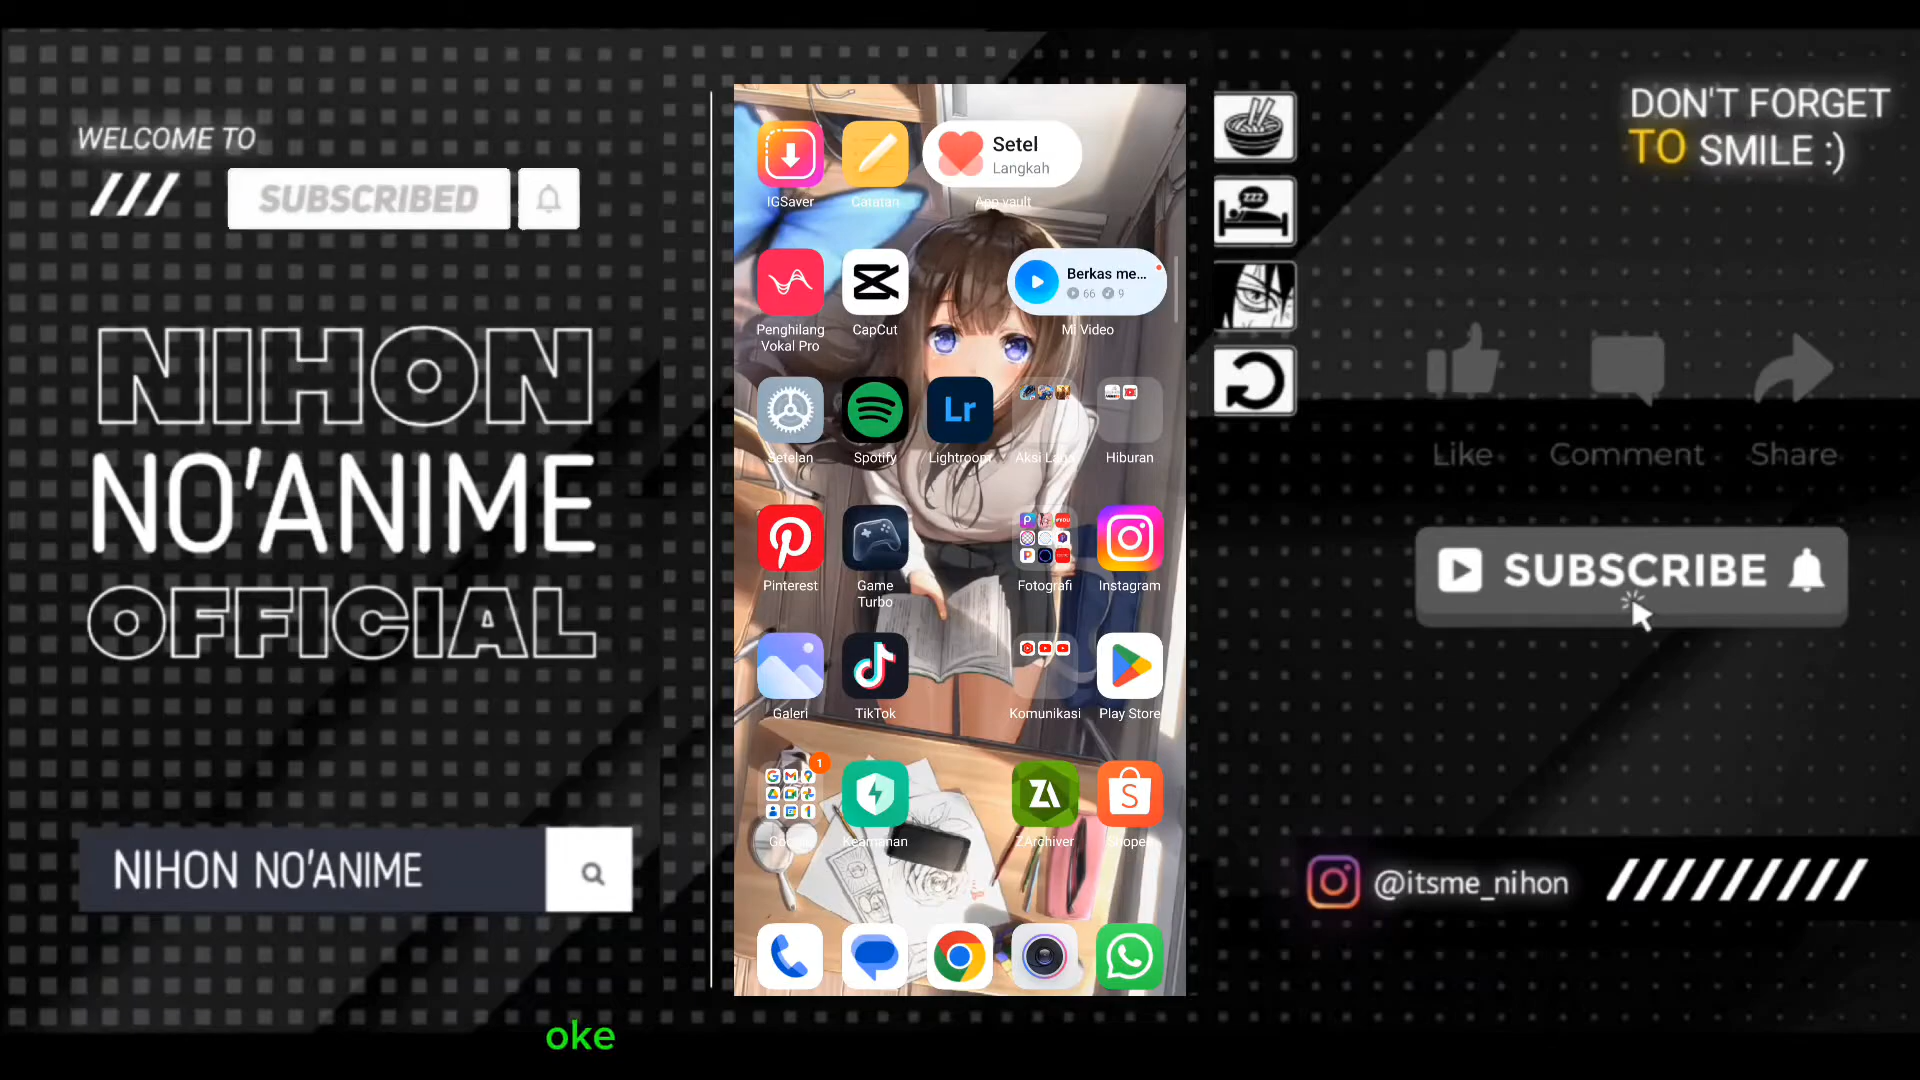 WELCOME TO
SUBSCRIBED
NIHON
NO'ANIME
OFFICIAL
NIHON NO'ANIME
oke
Setel
Langkah
IGSaver
Catatan
App vault
Berkas me...
66
9
Penghilang
Vokal Pro
CapCut
Mi Video
Lr
Setelan
Spotify
Lightroom
Hiburan
Pinterest
Game
Turbo
Fotografi
Instagram
Galeri
TikTok
Komunikasi
Play Store
1
ZA
Keamanan
ZArchiver
ZZZ
DON'T FORGET
TO SMILE :)
Like
Comment
Share
SUBSCRIBE
@itsme_nihon